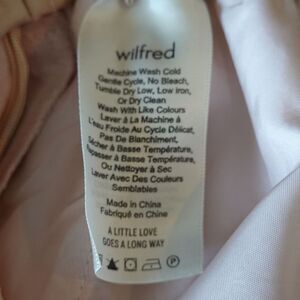 wilfred
Machine Wash Cold
Gentle Cycle, No Bleach,
Tumble Dry Low, Low Iron,
Or Dry Clean
Wash With Like Colours
Laver À La Machine À
L'eau Froide Au Cycle Délicat,
Pas De Blanchiment,
Sécher à Basse Température,
Repasser à Basse Température,
Ou Nettoyer à Sec
Laver Avec Des Couleurs
Semblables
Made in China
Fabriqué en Chine
A LITTLE LOVE
GOES A LONG WAY